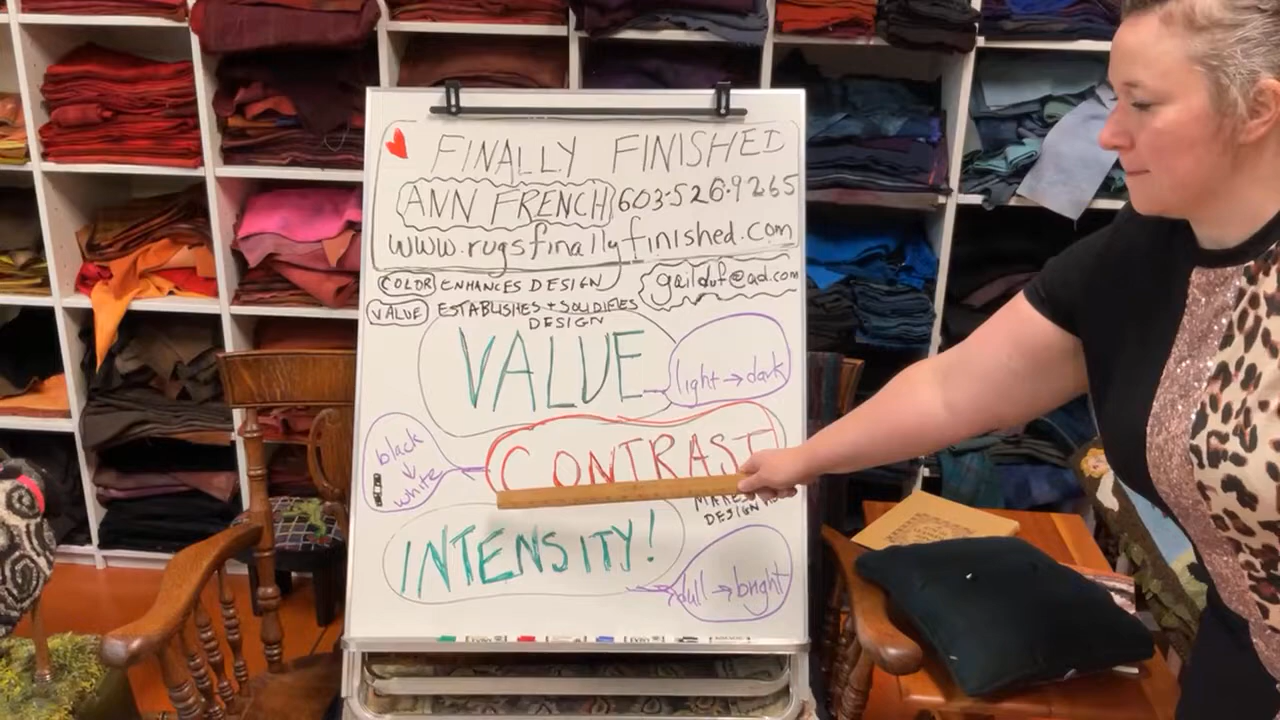 FINALLY FINISHED
ANN FRENCH 603-526-9265
www.rugsfinallyfinished.com
COLOR ENHANCES DESIGN
gailduf@aol.com
VALUE ESTABLISHES + SOLIDIFIES
DESIGN
VALUE
light → dark
CONTRAST
black
↓
white
MAKES
DESIGN
INTENSITY!
dull → bright